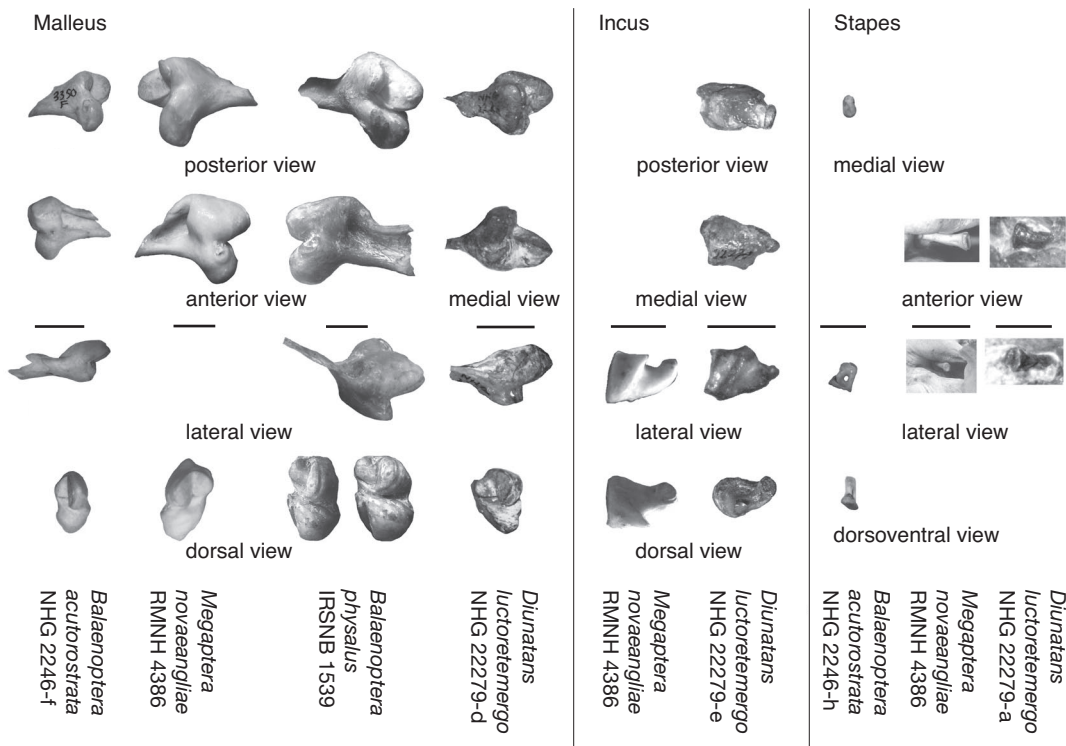 Malleus
Incus
Stapes
3350
F
posterior view
posterior view
medial view
anterior view
medial view
medial view
anterior view
lateral view
lateral view
lateral view
dorsal view
dorsal view
dorsoventral view
Balaenoptera
acutorostrata
NHG 2246-f
Megaptera
novaeangliae
RMNH 4386
Balaenoptera
physalus
IRSNB 1539
Diunatans
luctoretemergo
NHG 22279-d
Megaptera
novaeangliae
RMNH 4386
Diunatans
luctoretemergo
NHG 22279-e
Balaenoptera
acutorostrata
NHG 2246-h
Megaptera
novaeangliae
RMNH 4386
Diunatans
luctoretemergo
NHG 22279-a